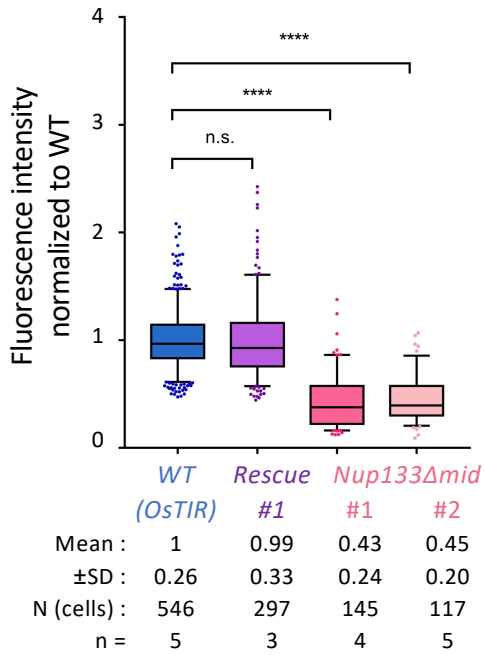 4
3
2
1
0
Fluorescence intensity
normalized to WT
****
****
n.s.
WT Rescue Nup133Δmid
(OsTIR) #1 #1 #2
Mean : 1 0.99 0.43 0.45
±SD : 0.26 0.33 0.24 0.20
N (cells) : 546 297 145 117
n = 5 3 4 5